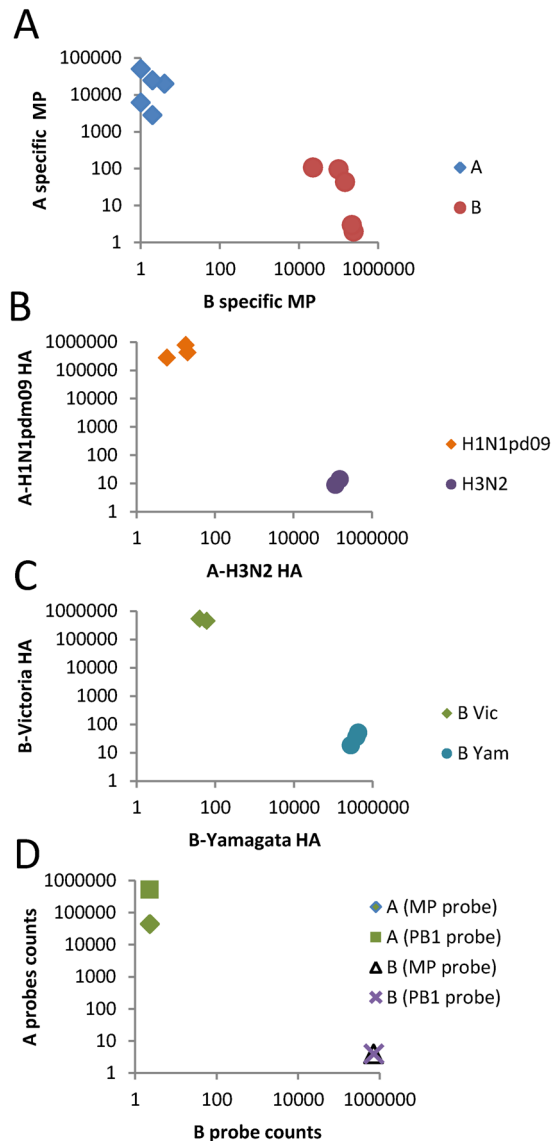 A
100000
10000
1000
100
10
1
1 100 10000 1000000
A specific MP
B specific MP
A
B
B
1000000
100000
10000
1000
100
10
1
1 100 10000 1000000
A-H1N1pdm09 HA
A-H3N2 HA
H1N1pd09
H3N2
C
1000000
100000
10000
1000
100
10
1
1 100 10000 1000000
B-Victoria HA
B-Yamagata HA
B Vic
B Yam
D
1000000
100000
10000
1000
100
10
1
1 100 10000 1000000
A probes counts
B probe counts
A (MP probe)
A (PB1 probe)
B (MP probe)
B (PB1 probe)